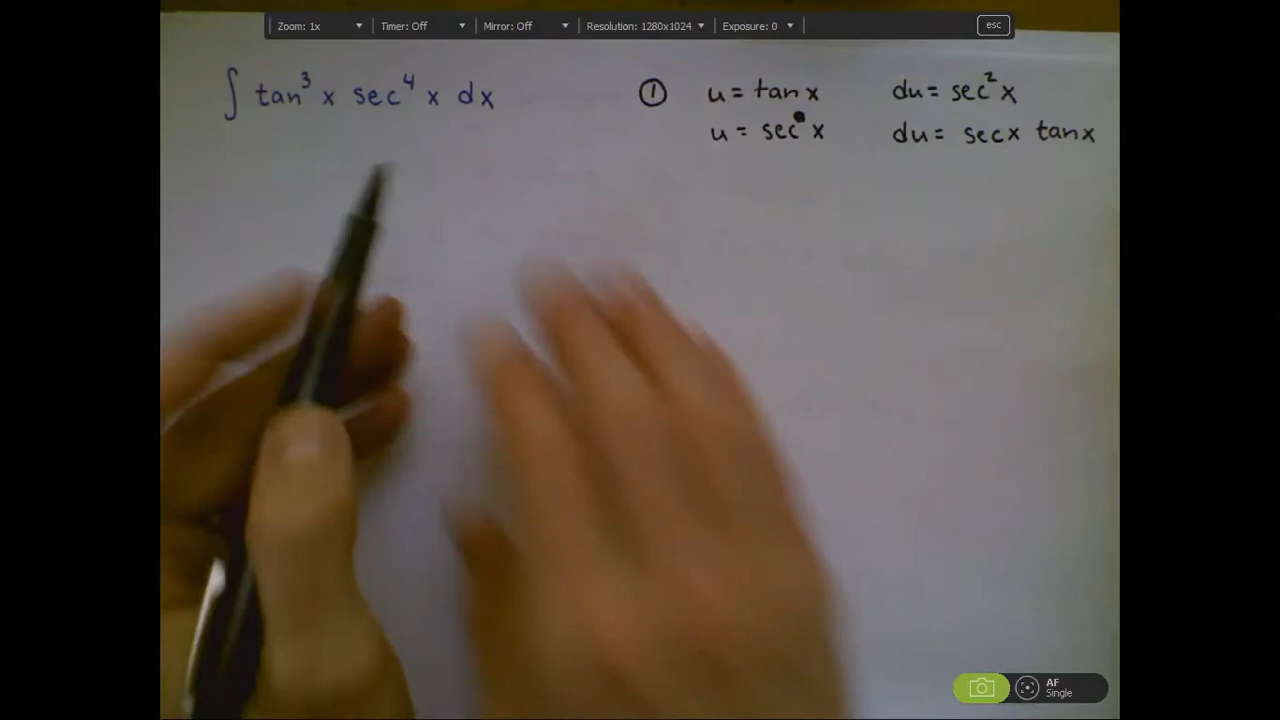 Zoom: 1x Timer: Off Mirror: Off Resolution: 1280x1024 Exposure: 0 esc
∫ tan³ x sec⁴ x dx ① u = tan x du = sec² x
u = sec x du = sec x tan x
AF
Single